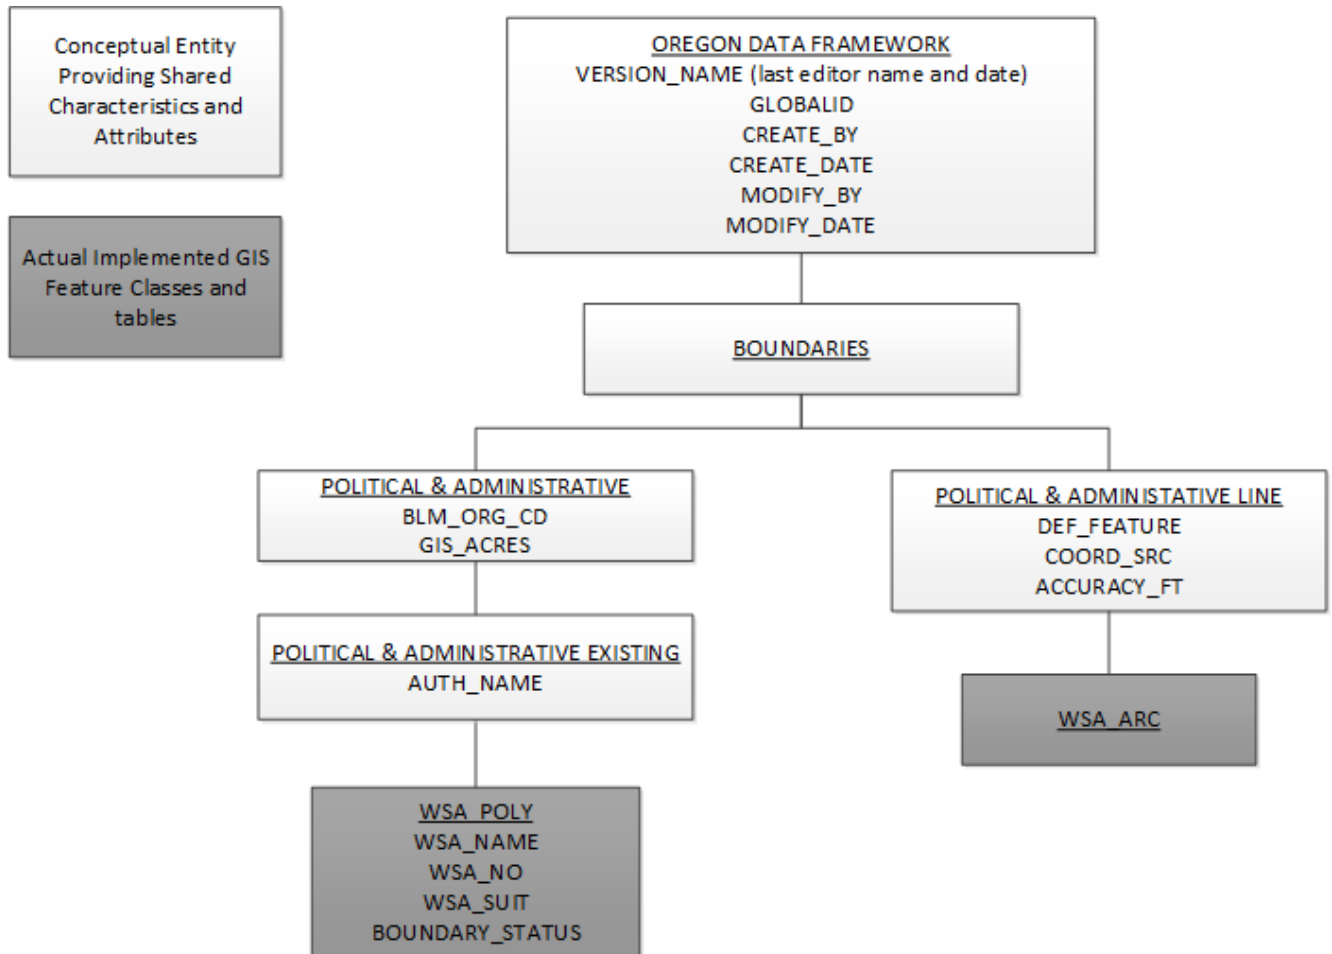 Conceptual Entity
Providing Shared
Characteristics and
Attributes
Actual Implemented GIS
Feature Classes and
tables
OREGON DATA FRAMEWORK
VERSION_NAME (last editor name and date)
GLOBALID
CREATE_BY
CREATE_DATE
MODIFY_BY
MODIFY_DATE
BOUNDARIES
POLITICAL & ADMINISTRATIVE
BLM_ORG_CD
GIS_ACRES
POLITICAL & ADMINISTRATIVE EXISTING
AUTH_NAME
WSA_POLY
WSA_NAME
WSA_NO
WSA_SUIT
BOUNDARY_STATUS
POLITICAL & ADMINISTATIVE LINE
DEF_FEATURE
COORD_SRC
ACCURACY_FT
WSA_ARC